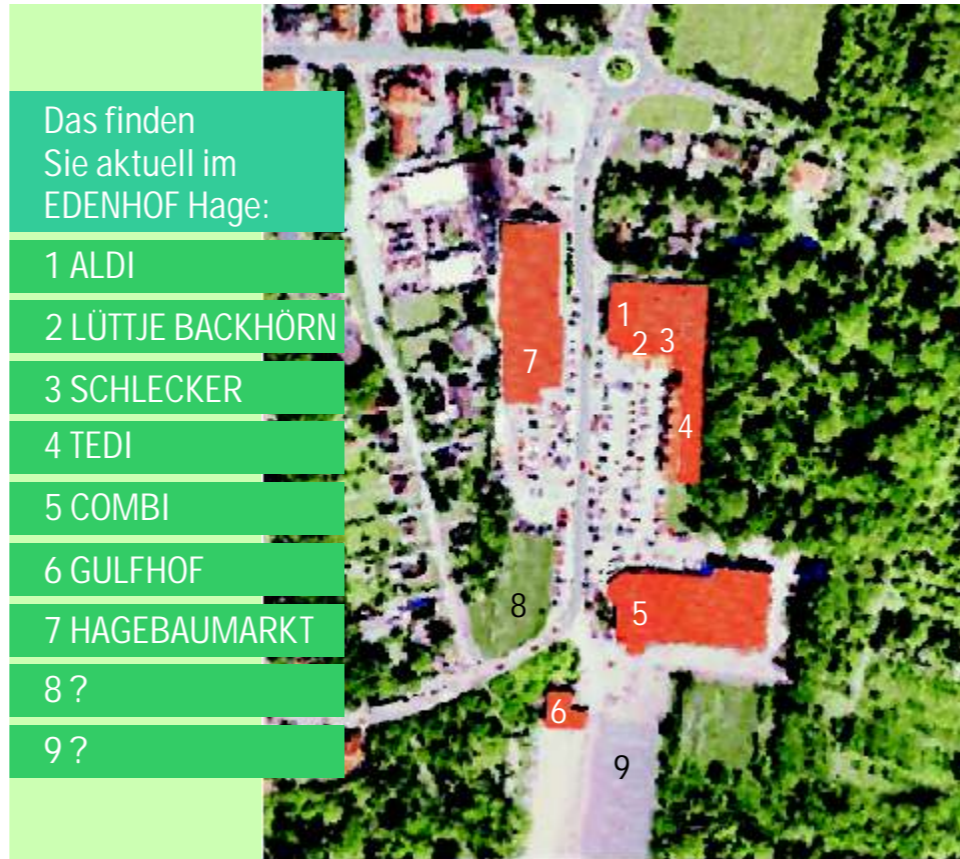 Das finden
Sie aktuell im
EDENHOF Hage:
1 ALDI
2 LÜTTJE BACKHÖRN
3 SCHLECKER
4 TEDI
5 COMBI
6 GULFHOF
7 HAGEBAUMARKT
8 ?
9 ?
1
2 3
7
4
8
5
6
9